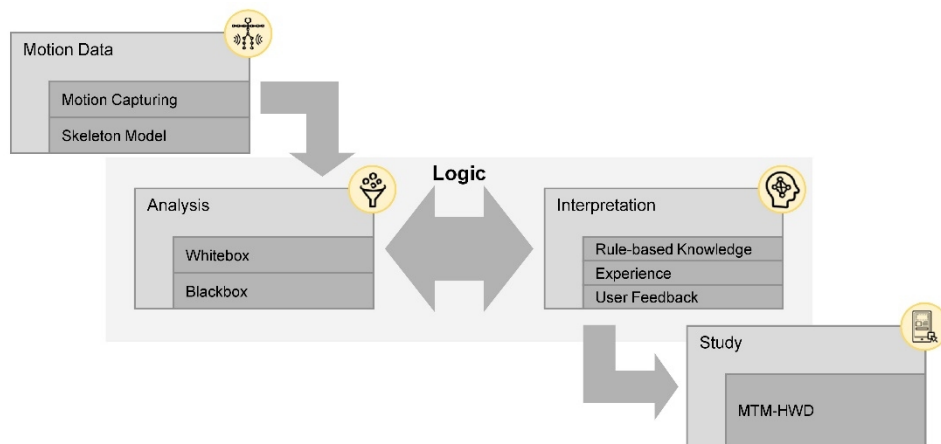 Motion Data
Motion Capturing
Skeleton Model
Logic
Analysis
Whitebox
Blackbox
Interpretation
Rule-based Knowledge
Experience
User Feedback
Study
MTM-HWD